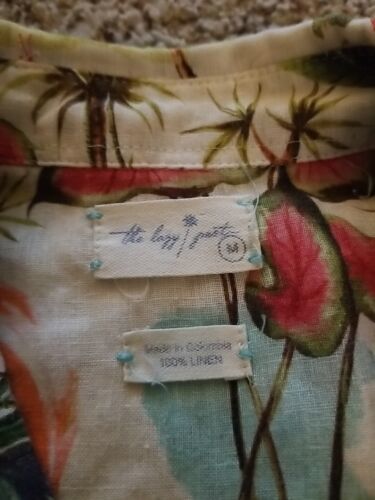 the lazy poet
M
Made in Colombia
100% LINEN